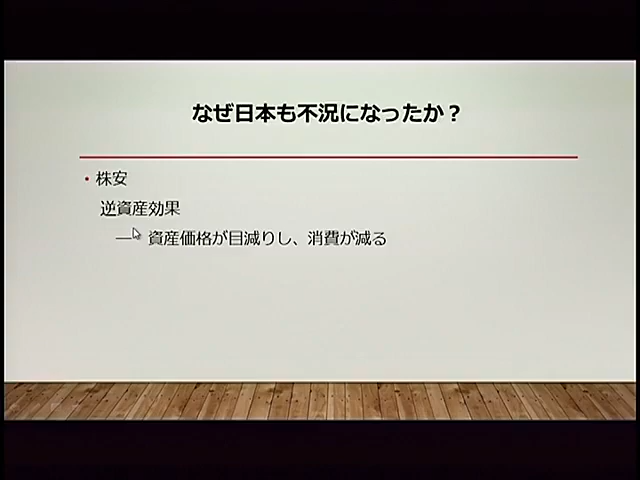 なぜ日本も不況になったか？
・株安
逆資産効果
― 資産価格が目減りし、消費が減る